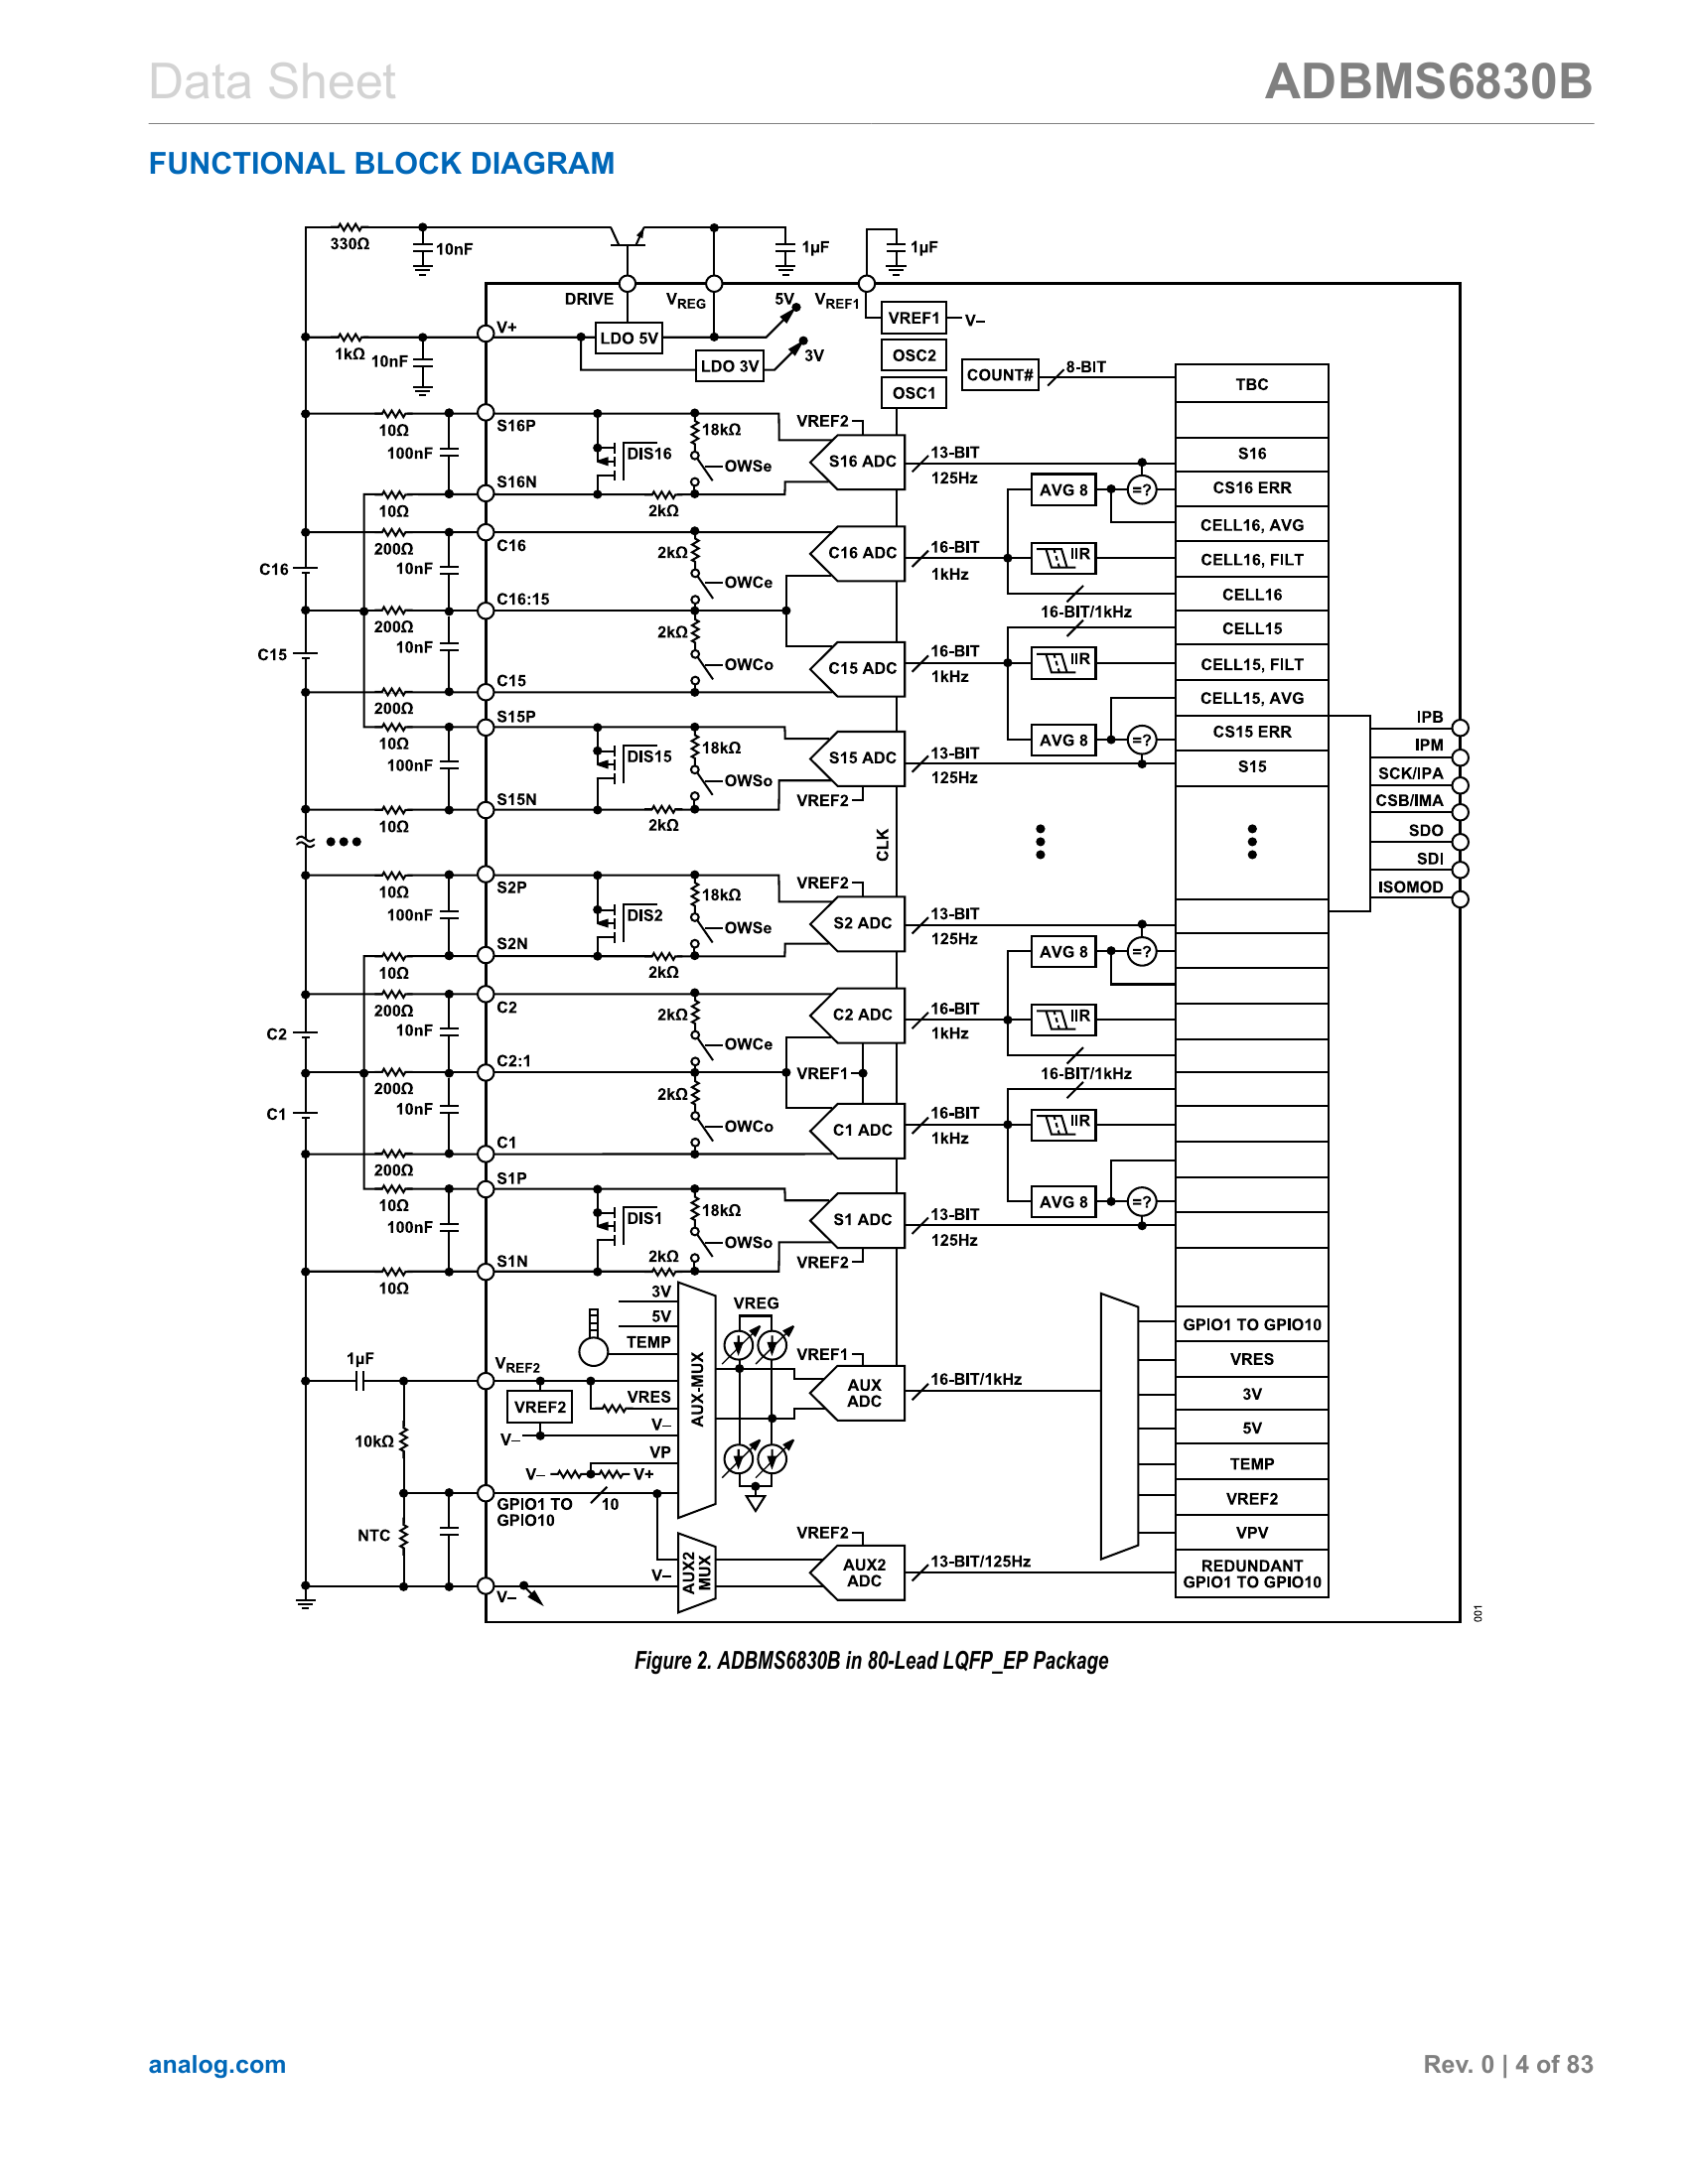 Data Sheet
ADBMS6830B
FUNCTIONAL BLOCK DIAGRAM
330Ω
10nF
1µF
1µF
DRIVE
VREG
5V
VREF1
V+
LDO 5V
VREF1
V–
1kΩ
10nF
LDO 3V
3V
OSC2
OSC1
COUNT#
8-BIT
TBC
10Ω
100nF
S16P
DIS16
18kΩ
OWSe
VREF2
S16 ADC
13-BIT
125Hz
S16
AVG 8
=?
CS16 ERR
S16N
10Ω
2kΩ
CELL16, AVG
200Ω
10nF
C16
C16
2kΩ
OWCe
C16 ADC
16-BIT
1kHz
IIR
CELL16, FILT
CELL16
C16:15
200Ω
10nF
2kΩ
16-BIT/1kHz
CELL15
C15
OWCo
C15 ADC
16-BIT
1kHz
IIR
CELL15, FILT
C15
200Ω
CELL15, AVG
S15P
10Ω
100nF
DIS15
18kΩ
OWSo
S15 ADC
13-BIT
125Hz
AVG 8
=?
CS15 ERR
S15
S15N
10Ω
2kΩ
VREF2
IPB
IPM
SCK/IPA
CSB/IMA
SDO
SDI
ISOMOD
CLK
S2P
10Ω
100nF
DIS2
18kΩ
OWSe
VREF2
S2 ADC
13-BIT
125Hz
AVG 8
=?
S2N
10Ω
2kΩ
200Ω
10nF
C2
C2
2kΩ
OWCe
C2 ADC
16-BIT
1kHz
IIR
C2:1
200Ω
10nF
2kΩ
VREF1
16-BIT/1kHz
C1
OWCo
C1 ADC
16-BIT
1kHz
IIR
C1
200Ω
S1P
10Ω
100nF
DIS1
18kΩ
OWSo
S1 ADC
13-BIT
125Hz
AVG 8
=?
S1N
10Ω
2kΩ
VREF2
3V
5V
TEMP
VREG
AUX-MUX
1µF
VREF2
VREF2
VRES
V–
V–
VP
V–
V+
10kΩ
VREF1
AUX
ADC
16-BIT/1kHz
GPIO1 TO GPIO10
VRES
3V
5V
TEMP
VREF2
VPV
NTC
GPIO1 TO
GPIO10
10
VREF2
AUX2
MUX
V–
AUX2
ADC
13-BIT/125Hz
REDUNDANT
GPIO1 TO GPIO10
V–
001
Figure 2. ADBMS6830B in 80-Lead LQFP_EP Package
analog.com
Rev. 0 | 4 of 83